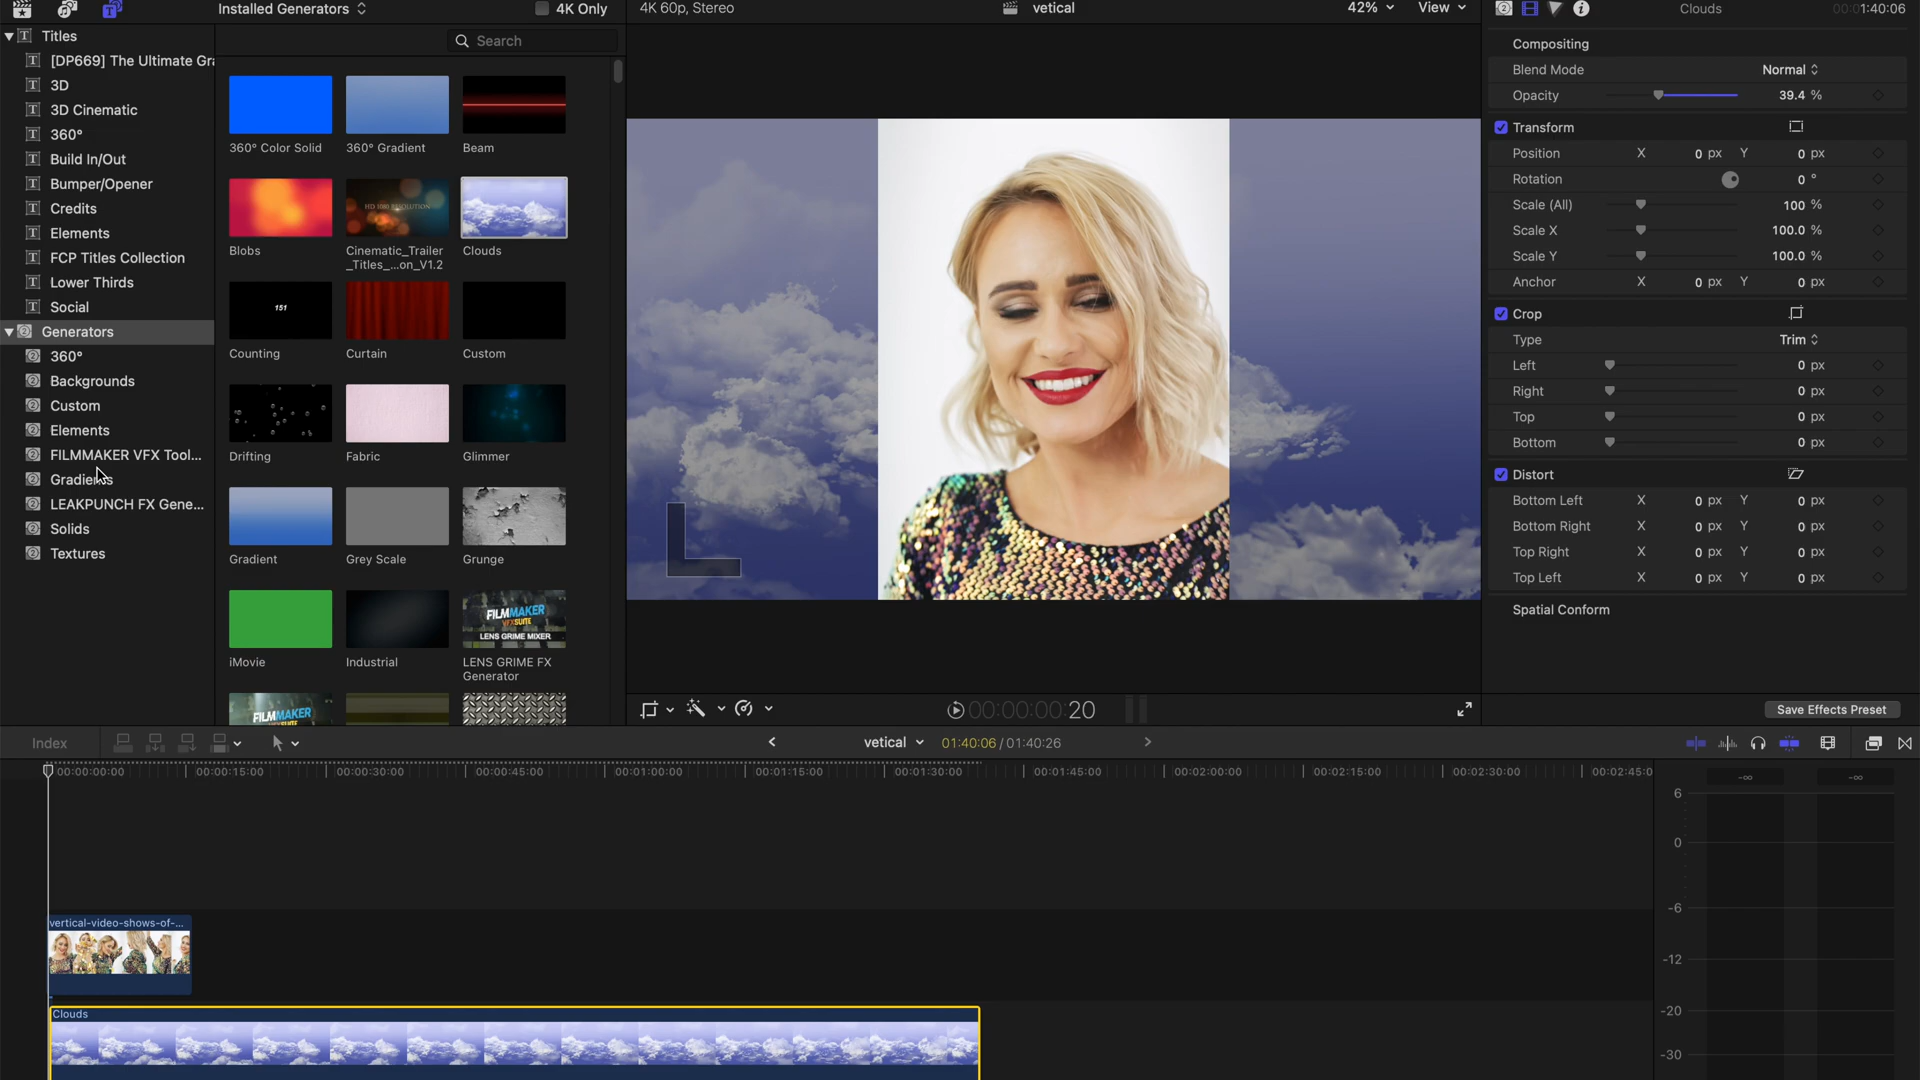 Installed Generators
4K Only
4K 60p, Stereo
vetical
42%
View
Clouds
00:01:40:06
Titles
[DP669] The Ultimate Gra
3D
3D Cinematic
360°
Build In/Out
Bumper/Opener
Credits
Elements
FCP Titles Collection
Lower Thirds
Social
Generators
360°
Backgrounds
Custom
Elements
FILMMAKER VFX Tool...
Gradients
LEAKPUNCH FX Gene...
Solids
Textures
Search
360° Color Solid
360° Gradient
Beam
HD 1080 RESOLUTION
Blobs
Cinematic_Trailer
_Titles_...on_V1.2
Clouds
151
Counting
Curtain
Custom
Drifting
Fabric
Glimmer
Gradient
Grey Scale
Grunge
FILMMAKER
VFX SUITE
LENS GRIME MIXER
iMovie
Industrial
LENS GRIME FX
Generator
FILMMAKER
Compositing
Blend Mode
Normal
Opacity
39.4 %
Transform
Position X 0 px Y 0 px
Rotation 0 °
Scale (All) 100 %
Scale X 100.0 %
Scale Y 100.0 %
Anchor X 0 px Y 0 px
Crop
Type Trim
Left 0 px
Right 0 px
Top 0 px
Bottom 0 px
Distort
Bottom Left X 0 px Y 0 px
Bottom Right X 0 px Y 0 px
Top Right X 0 px Y 0 px
Top Left X 0 px Y 0 px
Spatial Conform
00:00:00:20
Save Effects Preset
Index
vetical
01:40:06 / 01:40:26
00:00:00:00
00:00:15:00
00:00:30:00
00:00:45:00
00:01:00:00
00:01:15:00
00:01:30:00
00:01:45:00
00:02:00:00
00:02:15:00
00:02:30:00
00:02:45:0
-∞
-∞
6
0
-6
-12
-20
-30
vertical-video-shows-of-...
Clouds